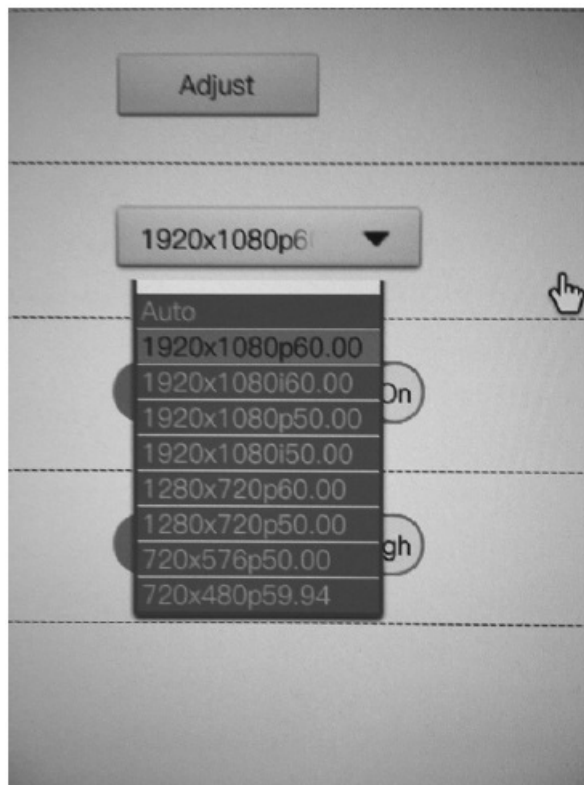 Adjust
1920x1080p6
Auto
1920x1080p60.00
1920x1080i60.00
On
1920x1080p50.00
1920x1080i50.00
1280x720p60.00
1280x720p50.00
gh
720x576p50.00
720x480p59.94